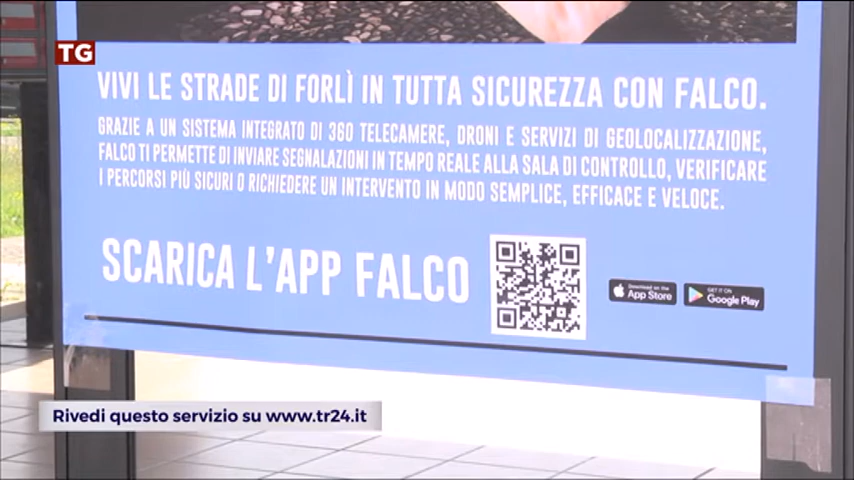 TG
VIVI LE STRADE DI FORLÌ IN TUTTA SICUREZZA CON FALCO.
GRAZIE A UN SISTEMA INTEGRATO DI 360 TELECAMERE, DRONI E SERVIZI DI GEOLOCALIZZAZIONE,
FALCO TI PERMETTE DI INVIARE SEGNALAZIONI IN TEMPO REALE ALLA SALA DI CONTROLLO, VERIFICARE
I PERCORSI PIÙ SICURI O RICHIEDERE UN INTERVENTO IN MODO SEMPLICE, EFFICACE E VELOCE.
SCARICA L'APP FALCO
Download on the
App Store
GET IT ON
Google Play
Rivedi questo servizio su www.tr24.it